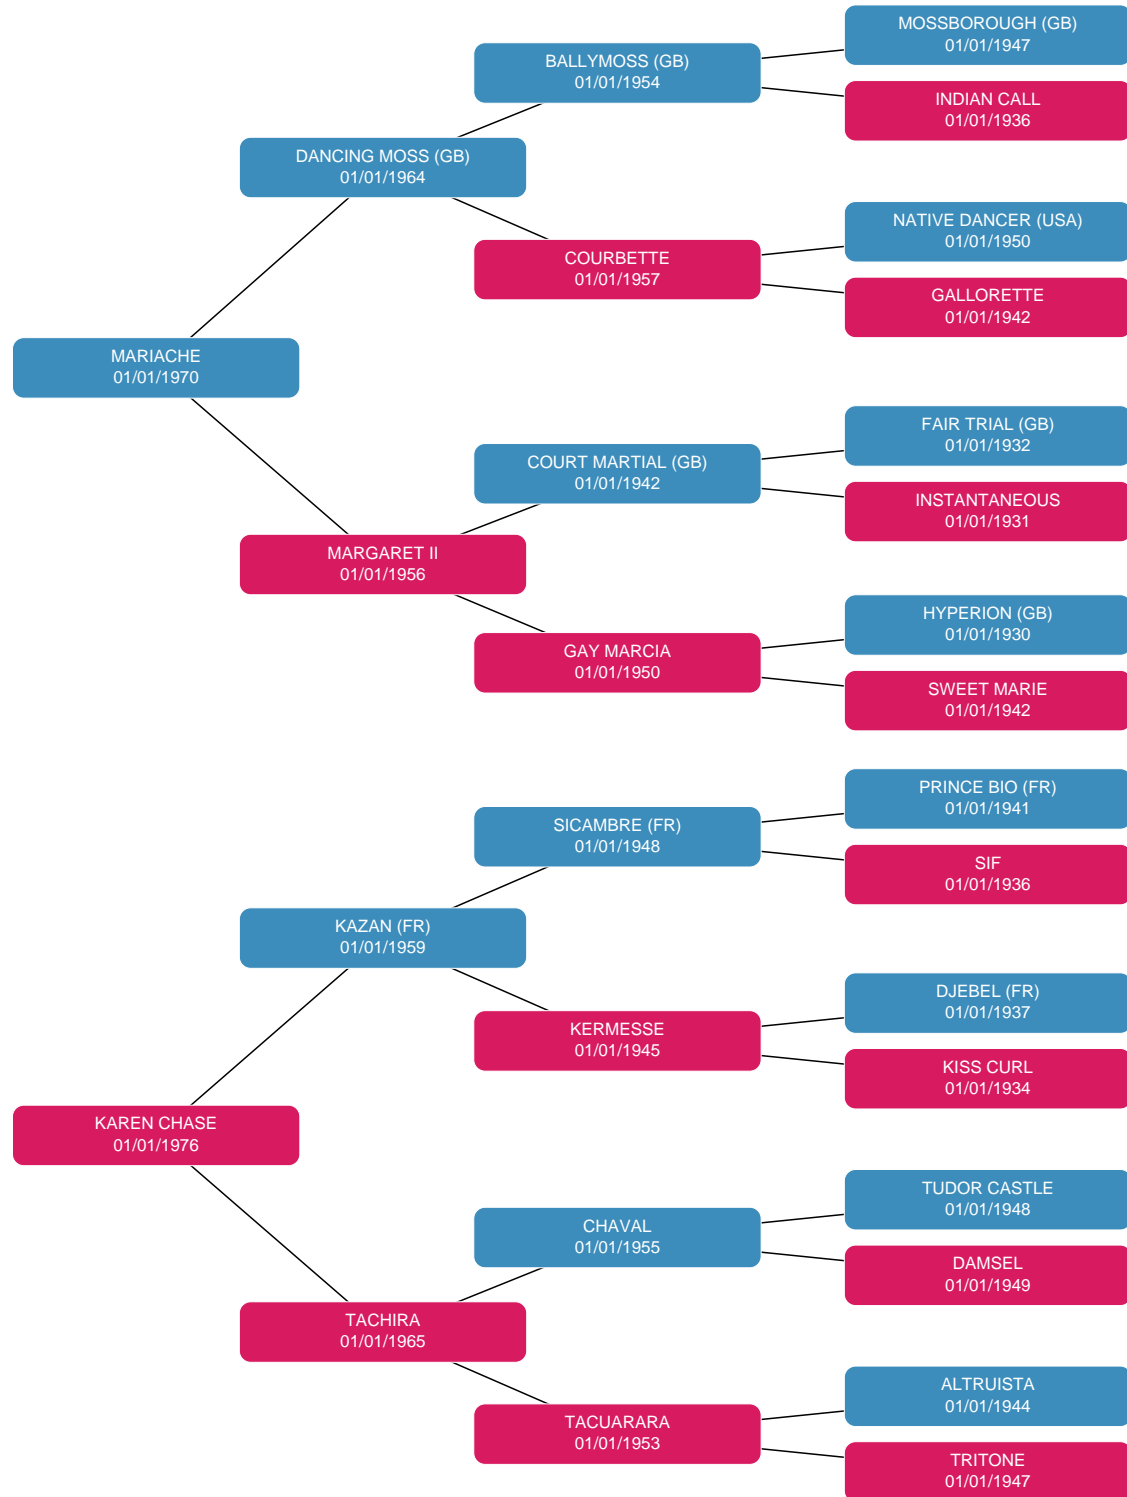 MOSSBOROUGH (GB)
01/01/1947
BALLYMOSS (GB)
01/01/1954
INDIAN CALL
01/01/1936
DANCING MOSS (GB)
01/01/1964
NATIVE DANCER (USA)
01/01/1950
COURBETTE
01/01/1957
GALLORETTE
01/01/1942
MARIACHE
01/01/1970
FAIR TRIAL (GB)
01/01/1932
COURT MARTIAL (GB)
01/01/1942
INSTANTANEOUS
01/01/1931
MARGARET II
01/01/1956
HYPERION (GB)
01/01/1930
GAY MARCIA
01/01/1950
SWEET MARIE
01/01/1942
PRINCE BIO (FR)
01/01/1941
SICAMBRE (FR)
01/01/1948
SIF
01/01/1936
KAZAN (FR)
01/01/1959
DJEBEL (FR)
01/01/1937
KERMESSE
01/01/1945
KISS CURL
01/01/1934
KAREN CHASE
01/01/1976
TUDOR CASTLE
01/01/1948
CHAVAL
01/01/1955
DAMSEL
01/01/1949
TACHIRA
01/01/1965
ALTRUISTA
01/01/1944
TACUARARA
01/01/1953
TRITONE
01/01/1947